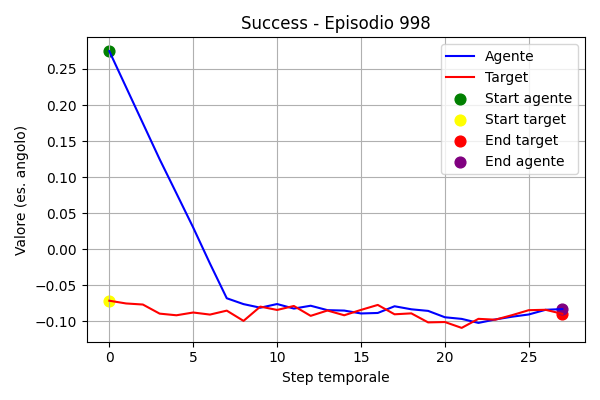 Success - Episodio 998
Valore (es. angolo)
0.25
0.20
0.15
0.10
0.05
0.00
−0.05
−0.10
0 5 10 15 20 25
Step temporale
Agente
Target
Start agente
Start target
End target
End agente